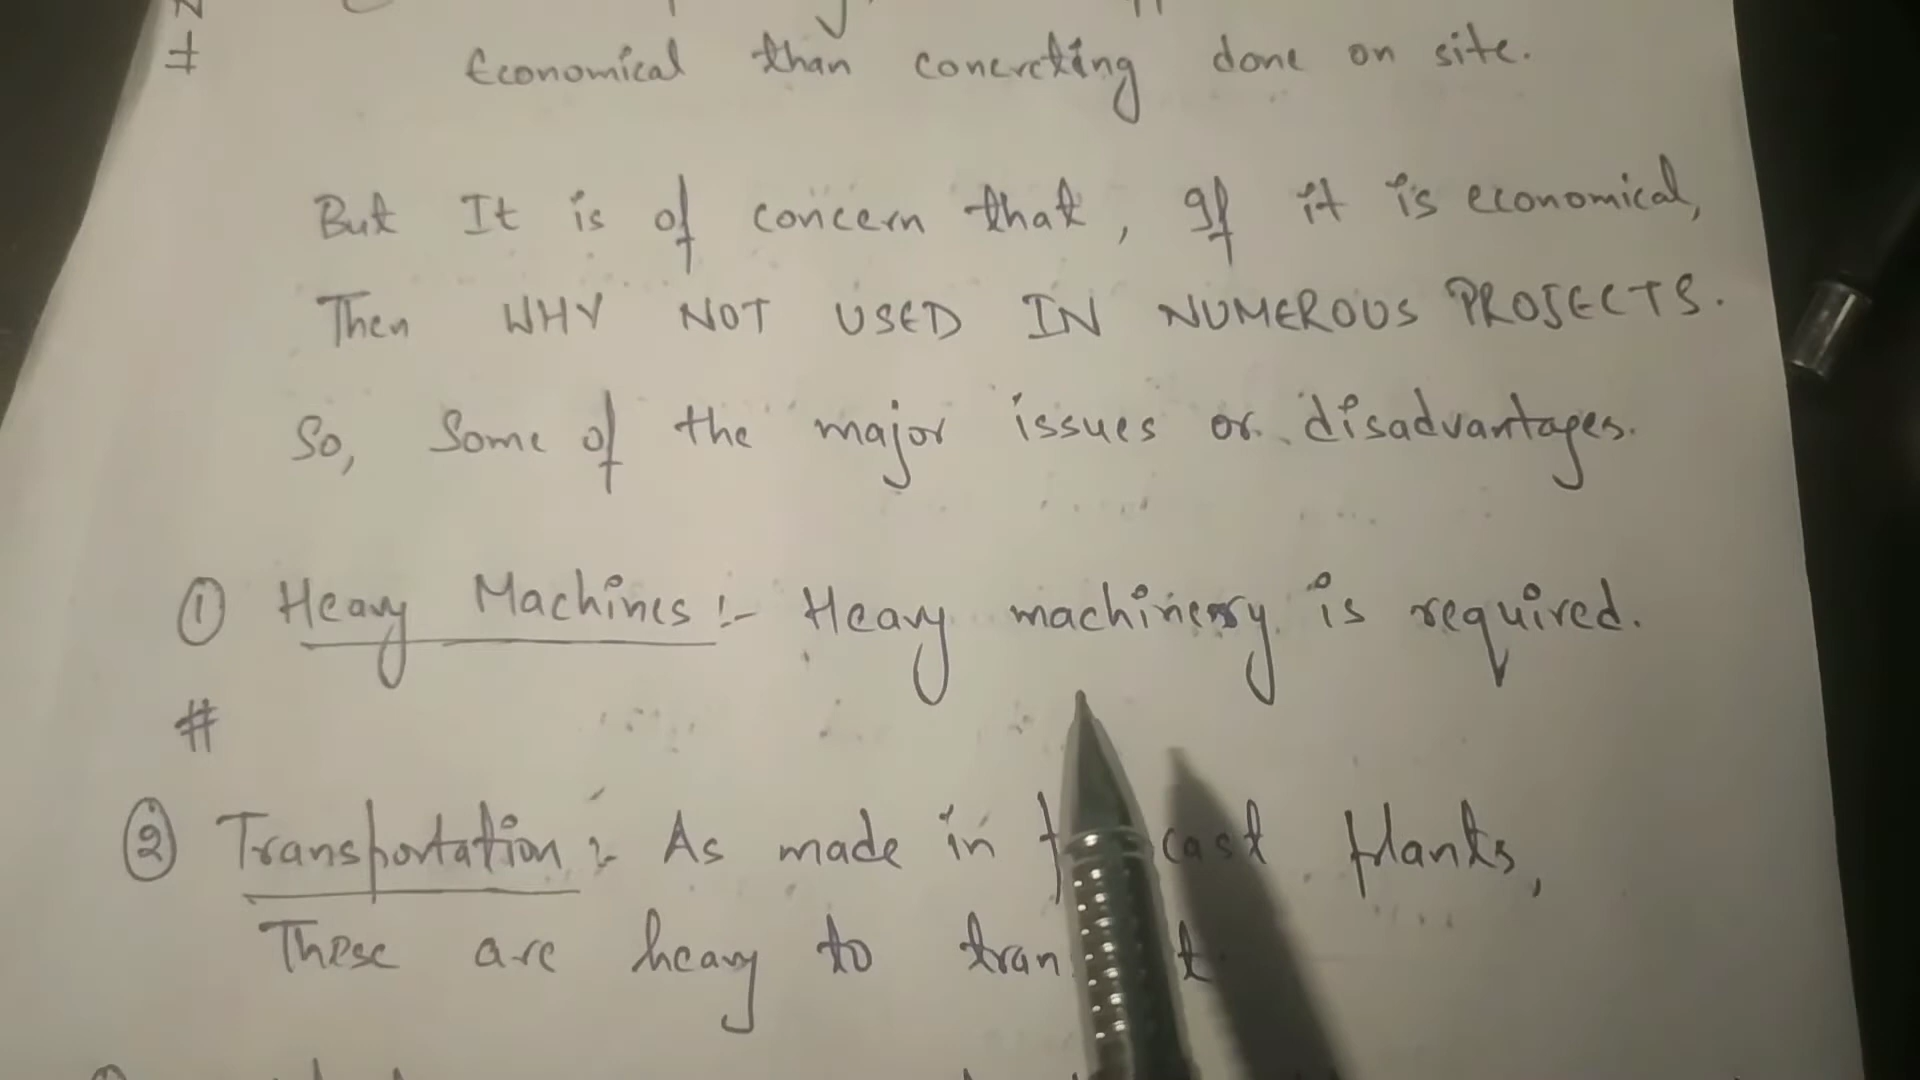 Economical than concreting done on site.
But It is of concern that, If it is economical,
Then WHY NOT USED IN NUMEROUS PROJECTS.
So, Some of the major issues or disadvantages.
① Heavy Machines :- Heavy machinery is required.
#
② Transportation :- As made in cast plants,
These are heavy to